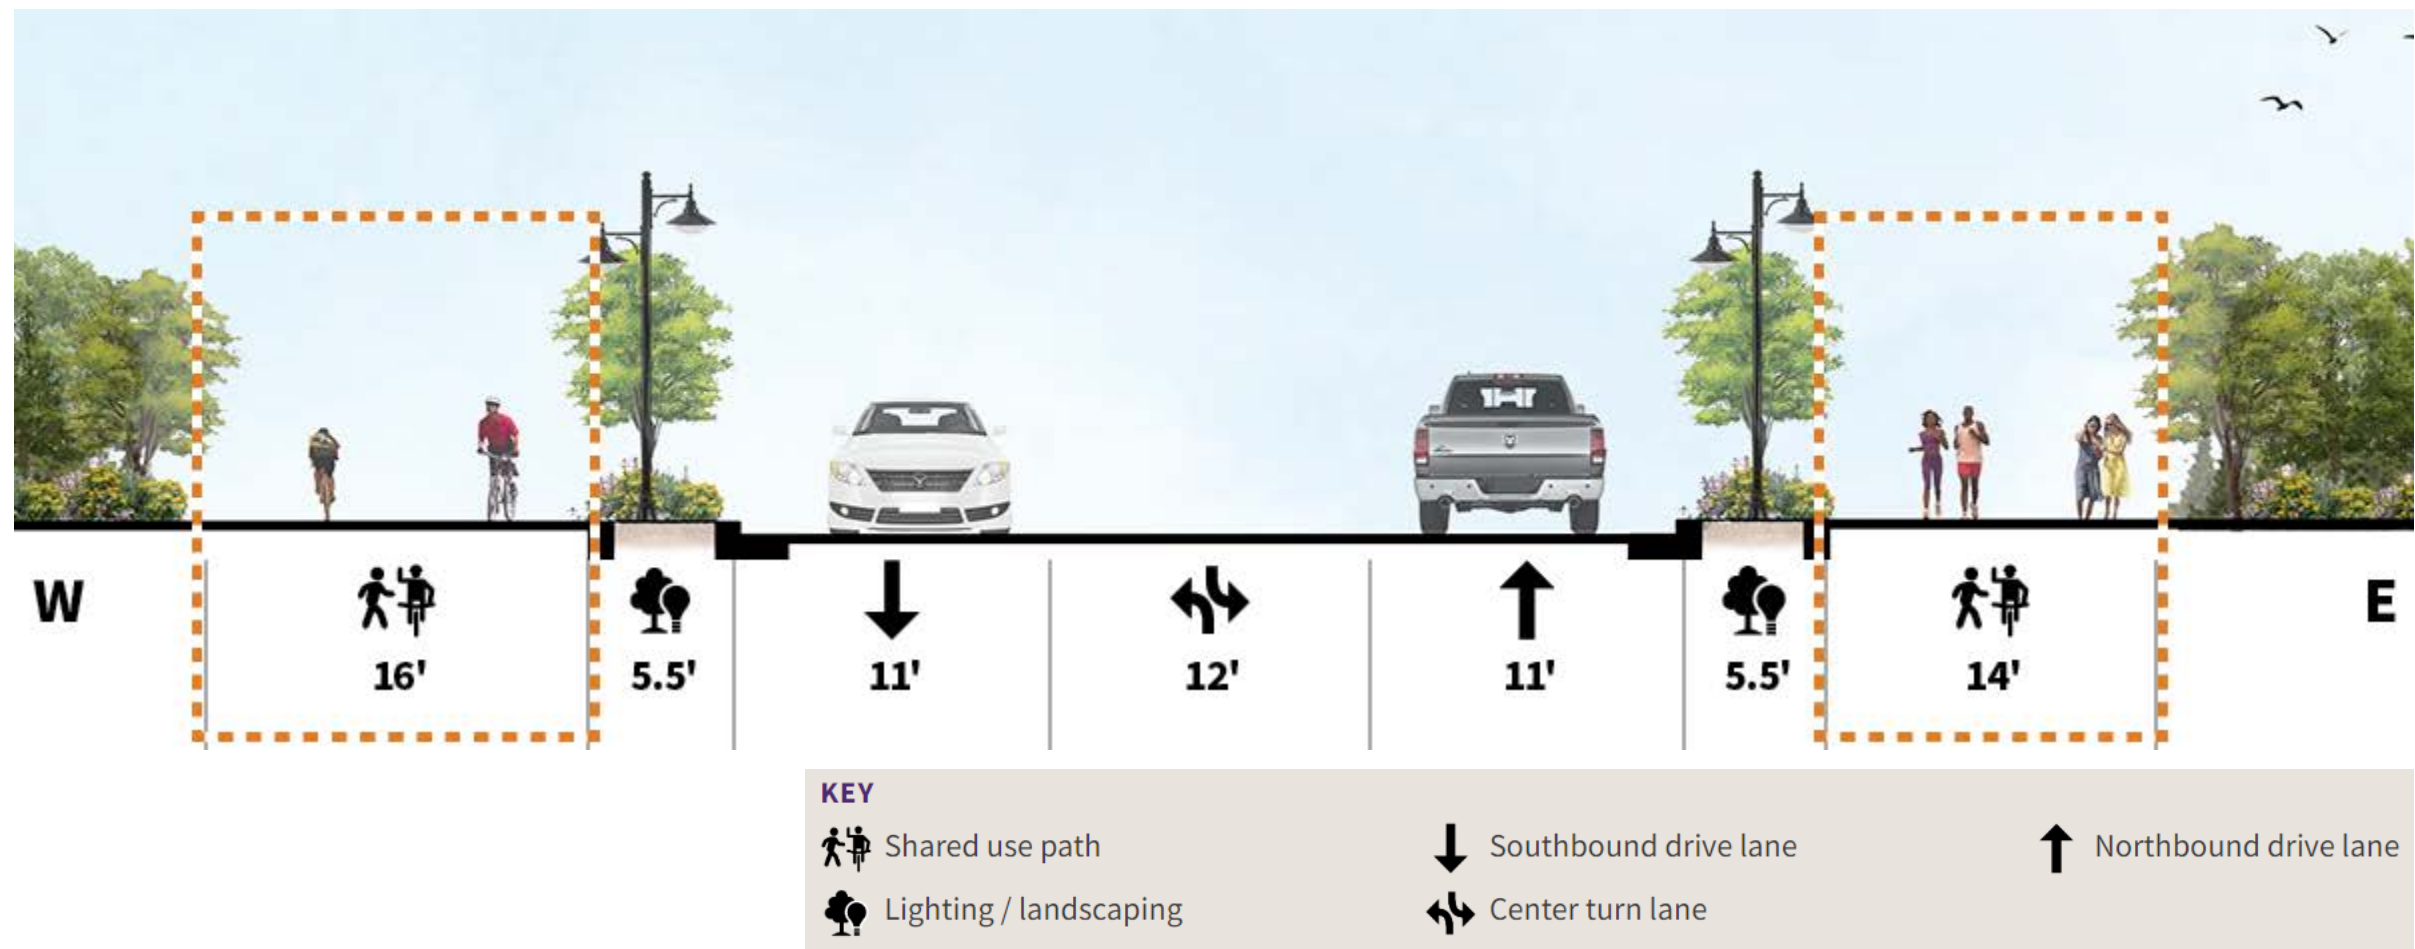 W
16'
5.5'
11'
12'
11'
5.5'
14'
E
KEY
Shared use path
Southbound drive lane
Northbound drive lane
Lighting / landscaping
Center turn lane